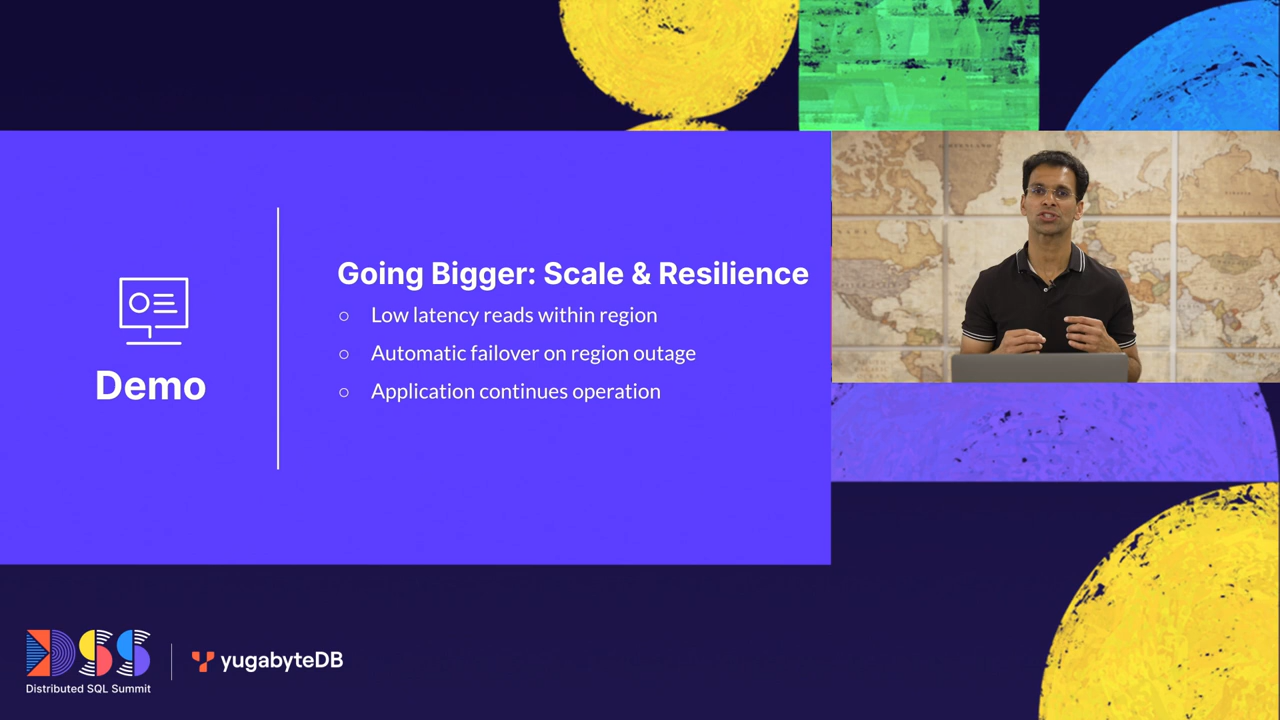 Demo
Going Bigger: Scale & Resilience
○ Low latency reads within region
○ Automatic failover on region outage
○ Application continues operation
DSS
Distributed SQL Summit
yugabyteDB